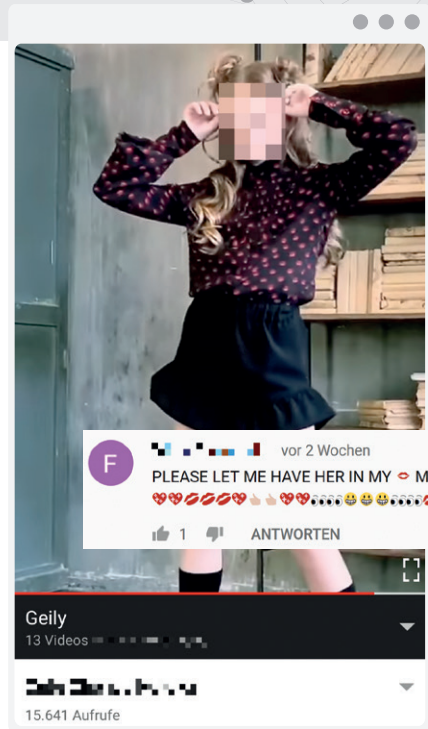 F
vor 2 Wochen
PLEASE LET ME HAVE HER IN MY 👄 M
1 ANTWORTEN
Geily
13 Videos
15.641 Aufrufe